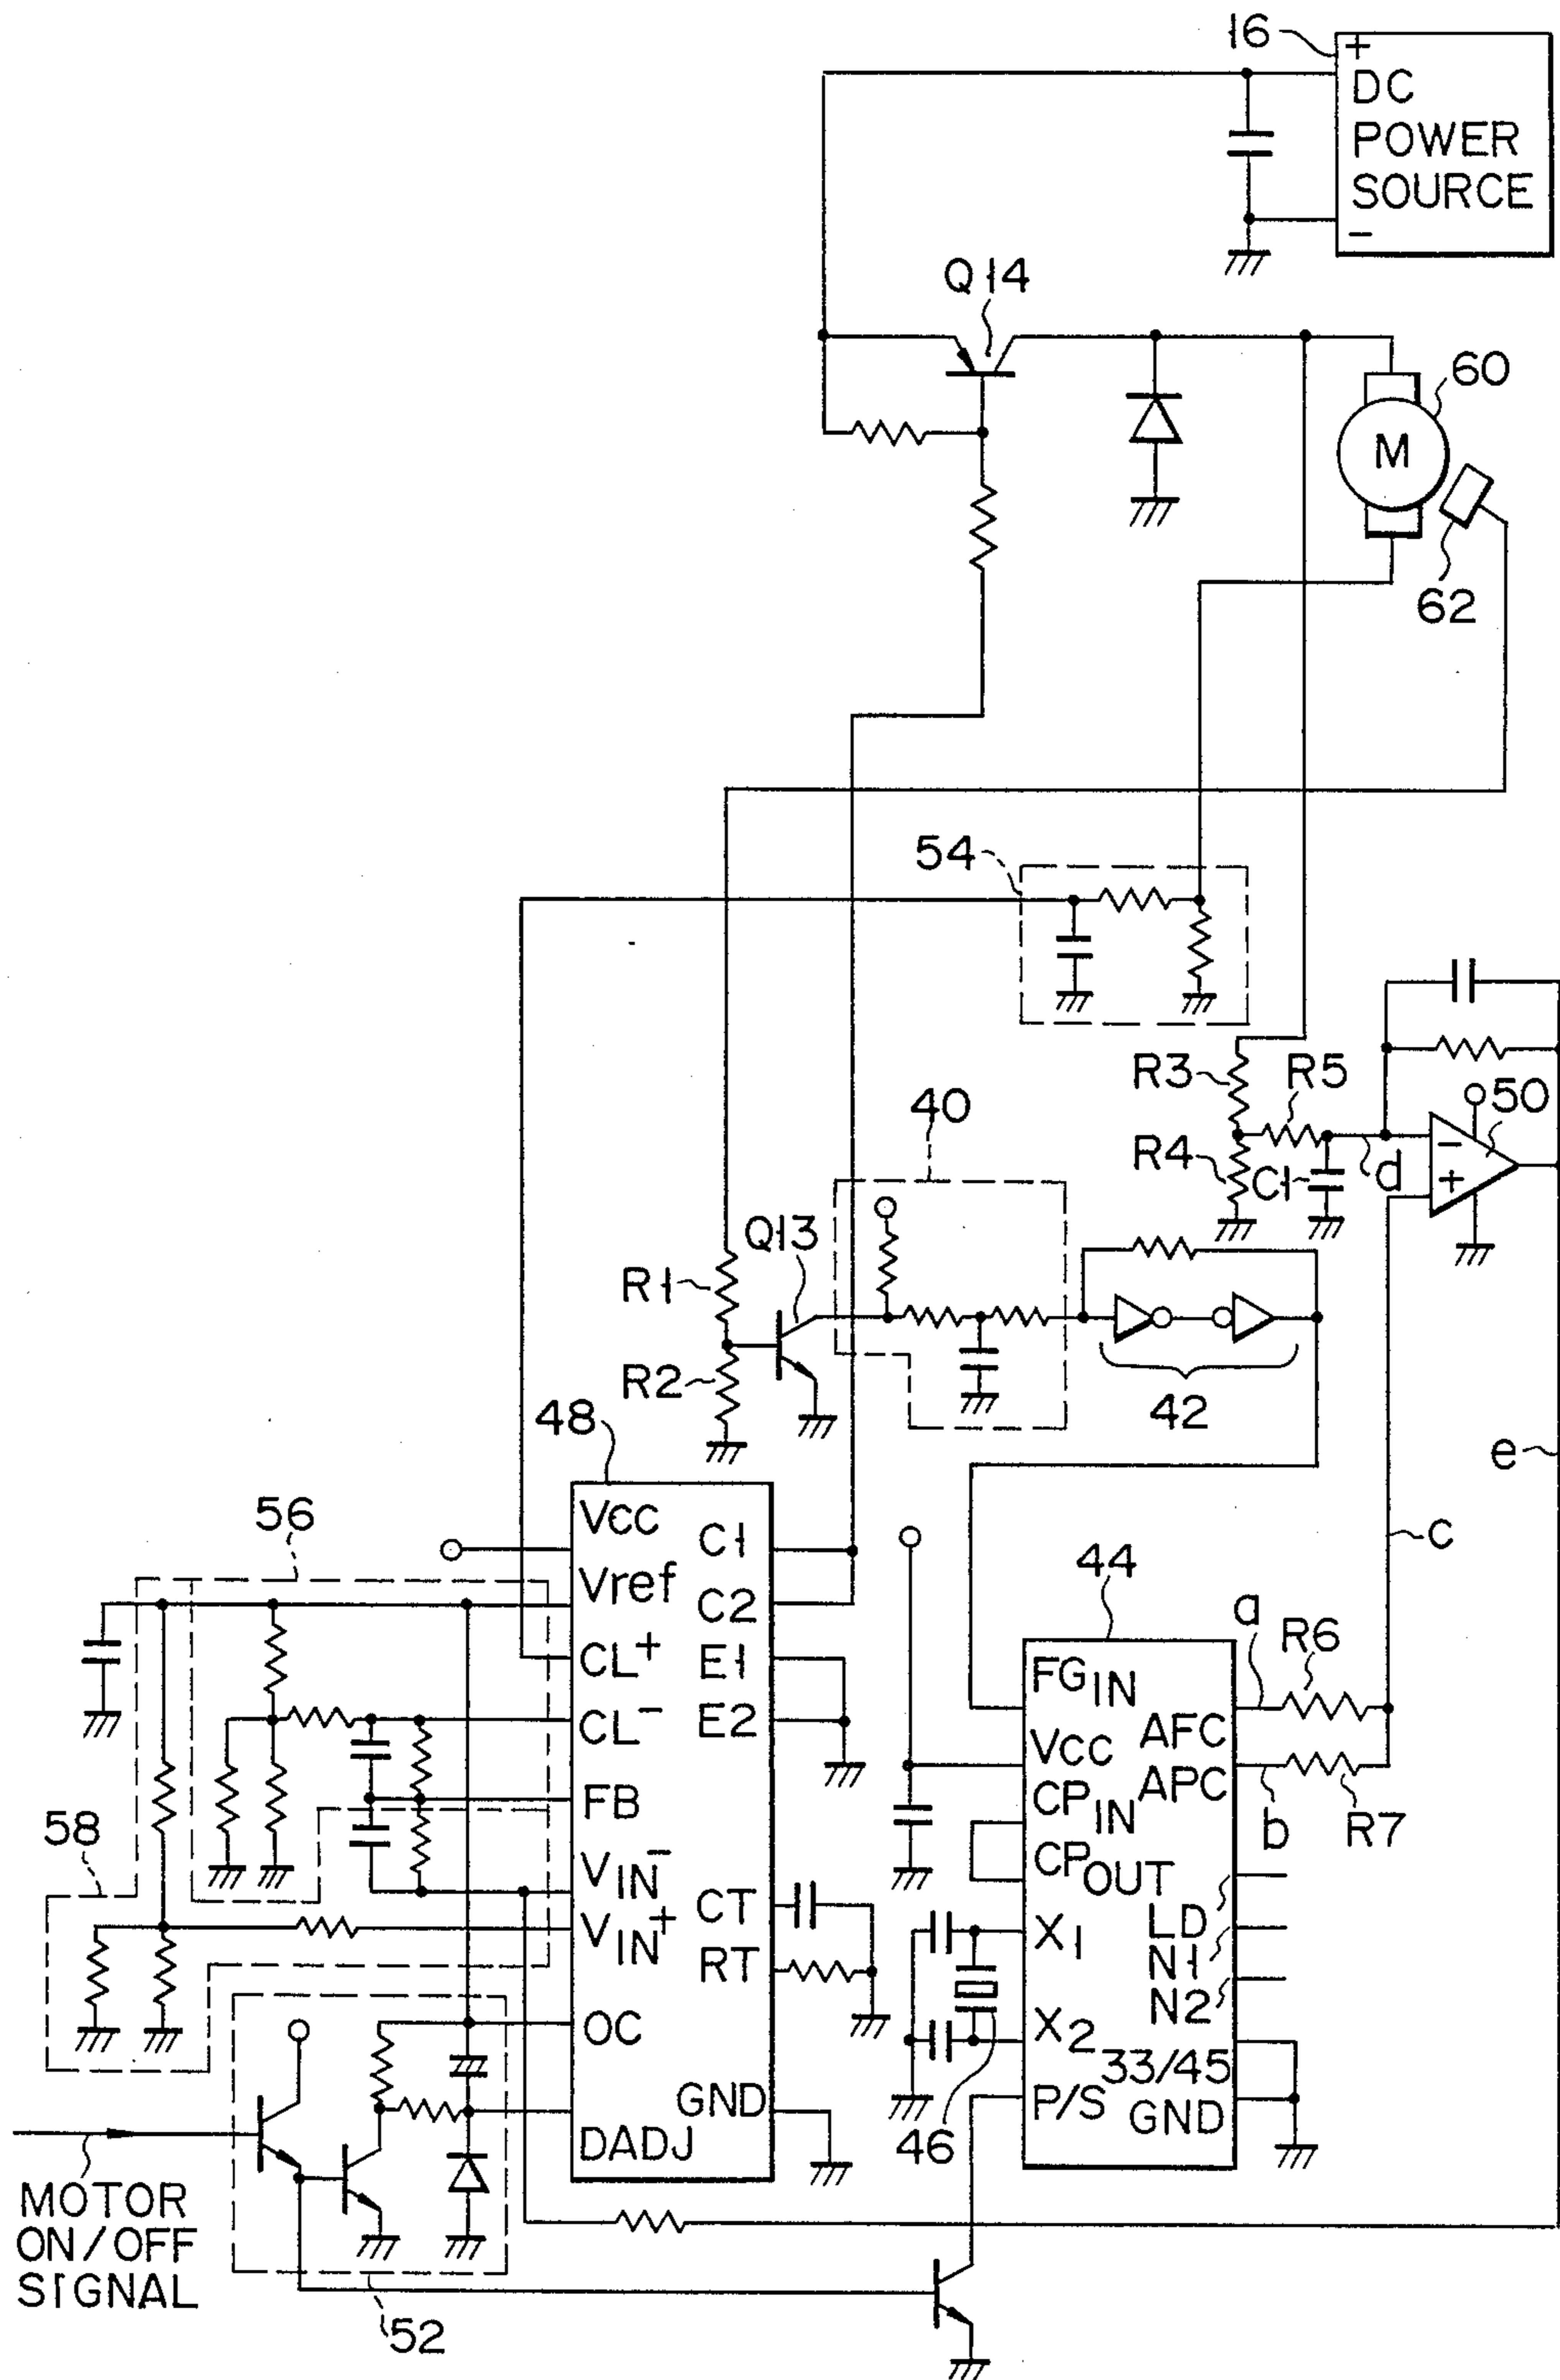 16
+
DC
POWER
SOURCE
-
Q14
60
M
62
54
R3
R5
50
40
R4
C1
d
-
+
Q13
R1
R2
42
48
e
56
Vcc
C1
c
Vref
C2
44
CL+
E1
a
R6
FGIN
CL-
E2
AFC
Vcc
APC
FB
CPIN
b
R7
58
VIN-
CPOUT
CT
LD
VIN+
X1
N1
RT
N2
OC
X2
33/45
GND
P/S
GND
DADJ
46
MOTOR
ON/OFF
SIGNAL
52